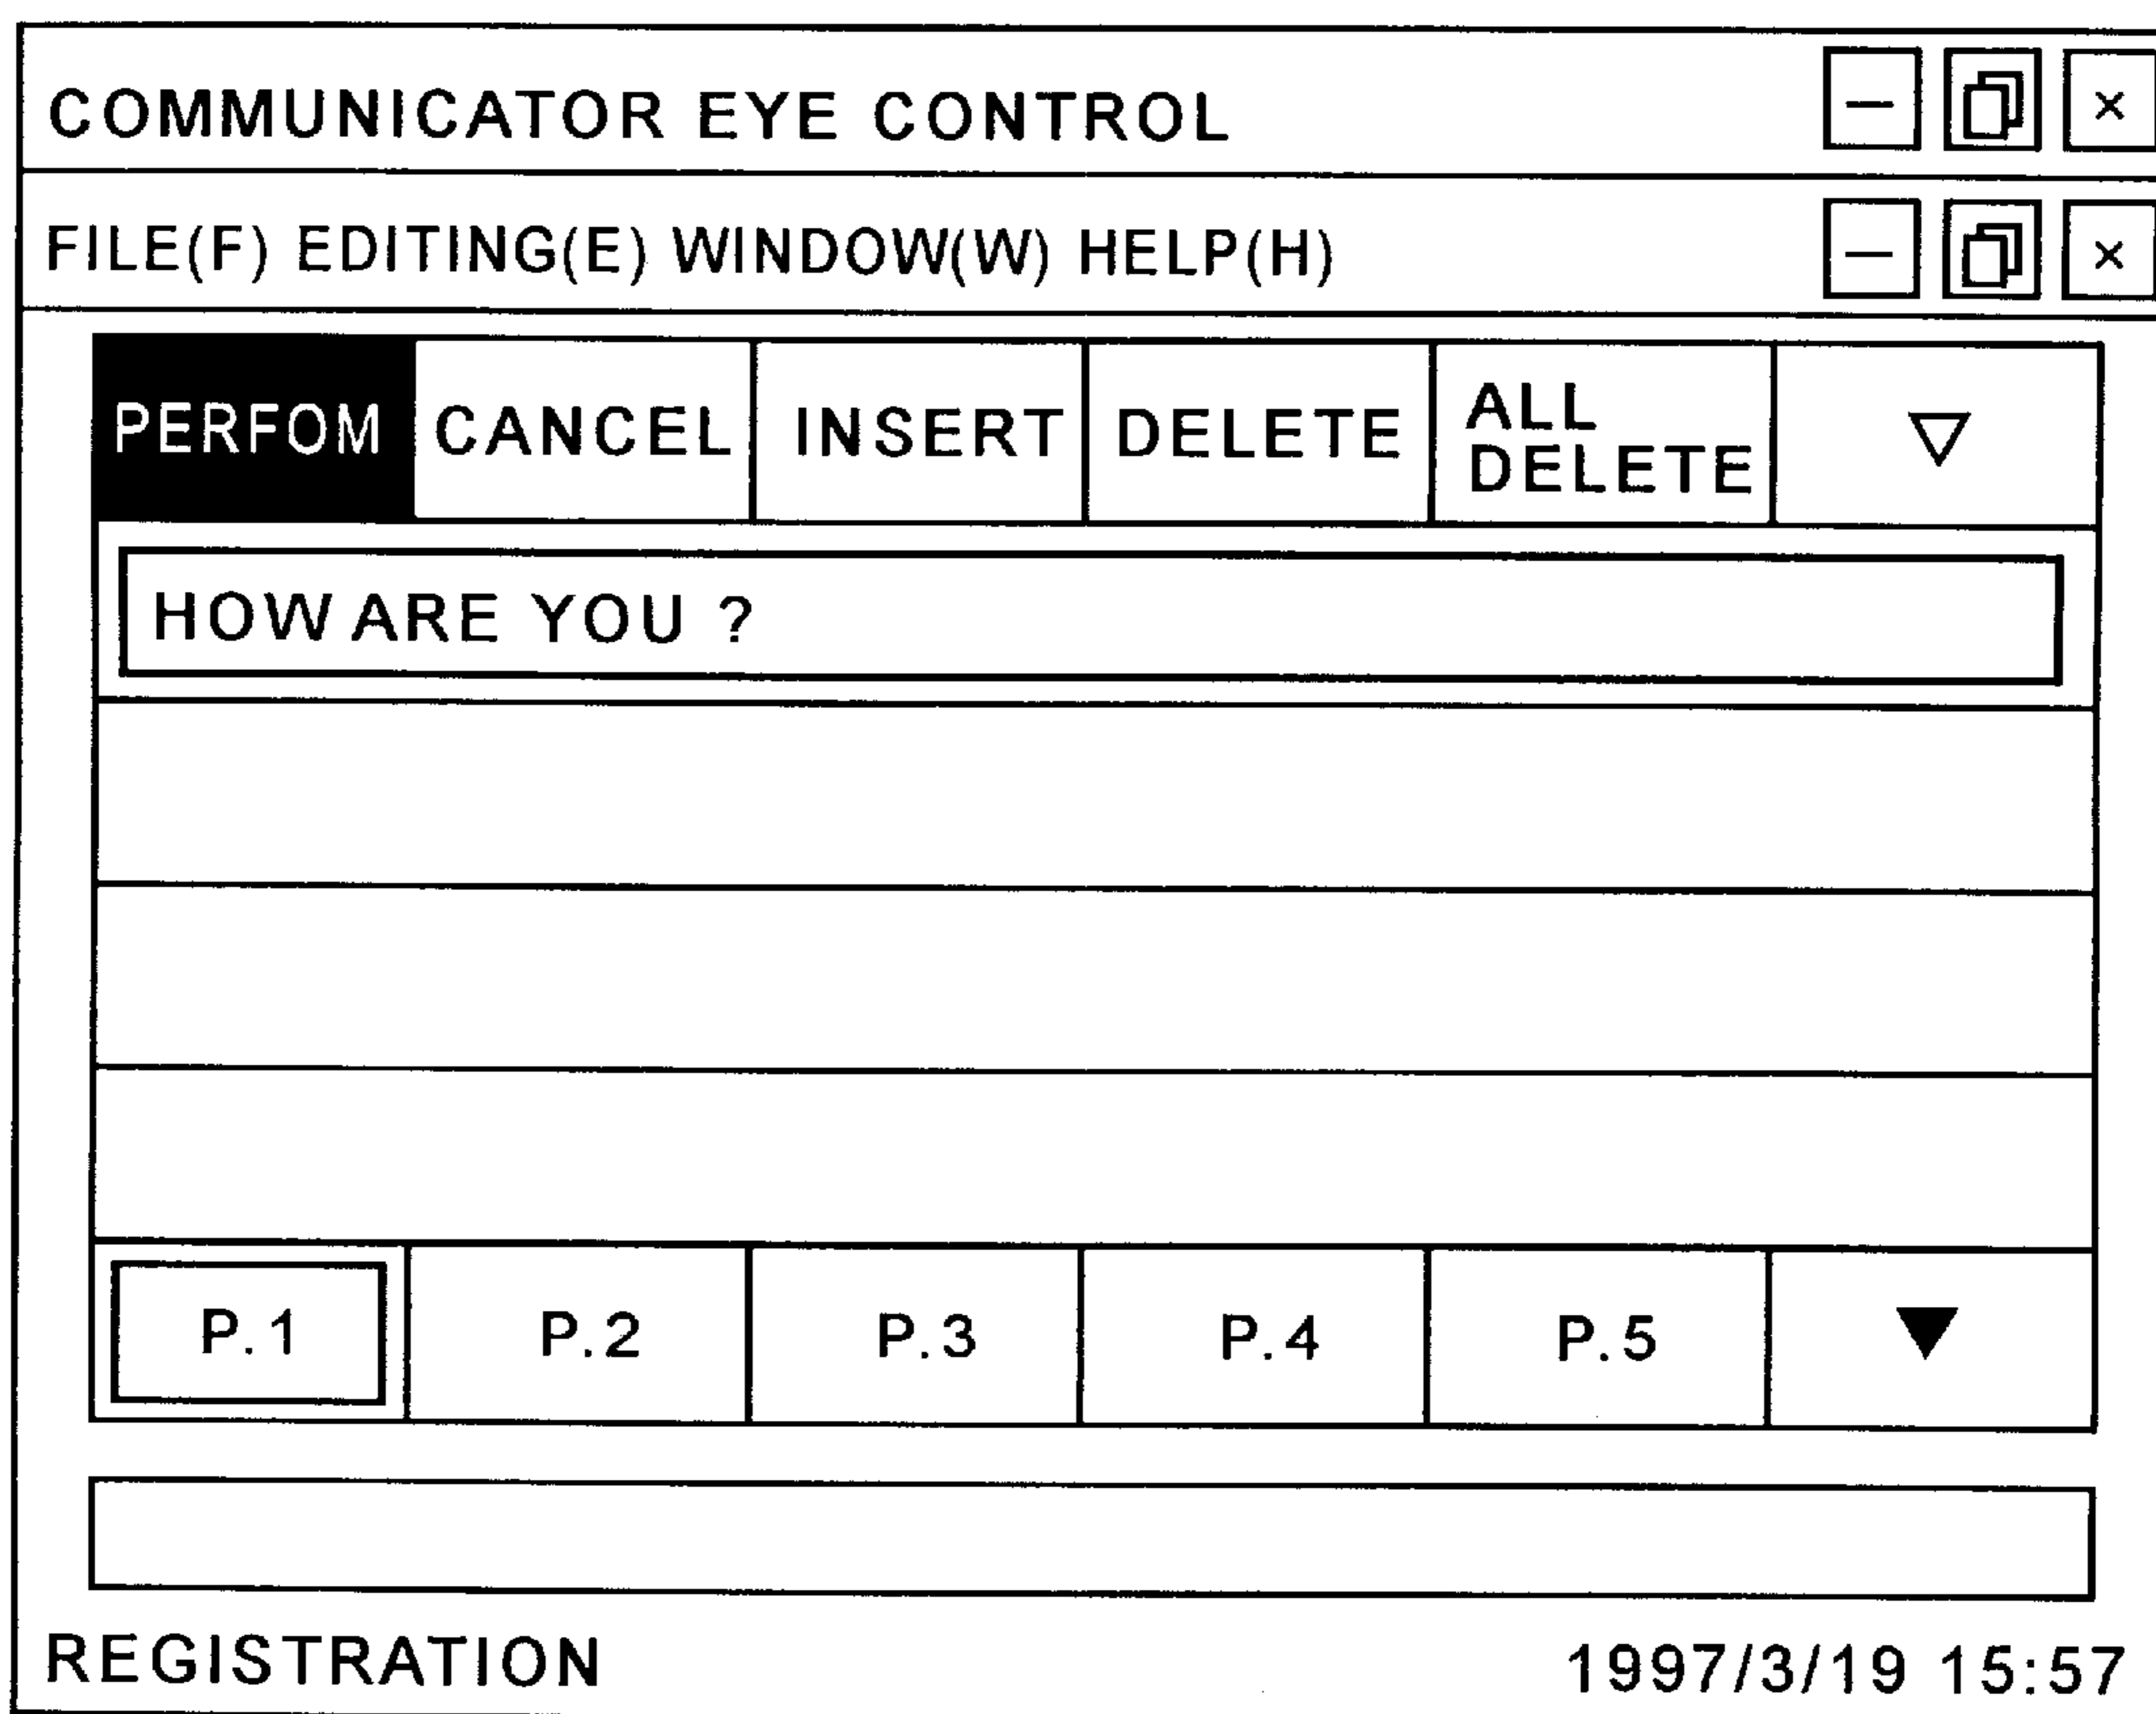 COMMUNICATOR EYE CONTROL
FILE(F) EDITING(E) WINDOW(W) HELP(H)
PERFOM CANCEL INSERT DELETE ALL DELETE
HOW ARE YOU ?
P.1 P.2 P.3 P.4 P.5
REGISTRATION 1997/3/19 15:57